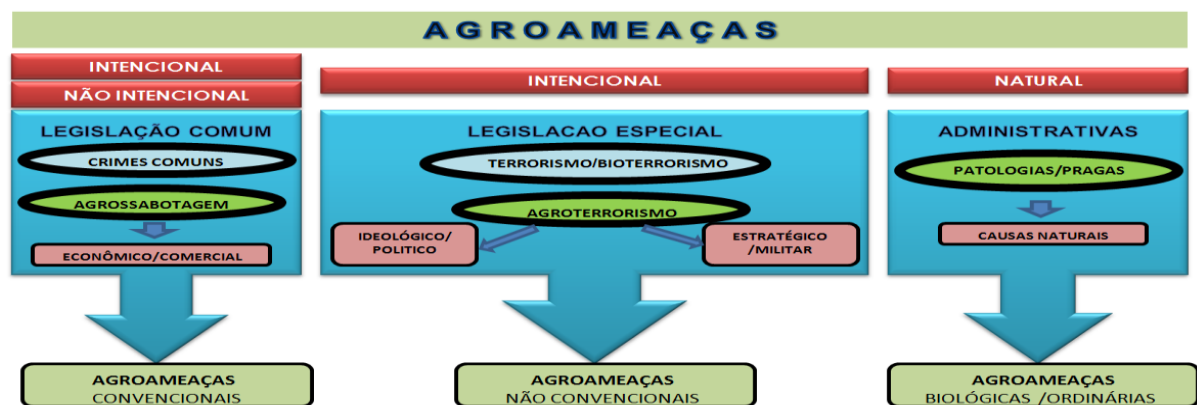 AGROAMEAÇAS
INTENCIONAL
NÃO INTENCIONAL
LEGISLAÇÃO COMUM
CRIMES COMUNS
AGROSSABOTAGEM
ECONÔMICO/COMERCIAL
AGROAMEAÇAS
CONVENCIONAIS
INTENCIONAL
LEGISLACAO ESPECIAL
TERRORISMO/BIOTERRORISMO
AGROTERRORISMO
IDEOLÓGICO/
POLITICO
ESTRATÉGICO
/MILITAR
AGROAMEAÇAS
NÃO CONVENCIONAIS
NATURAL
ADMINISTRATIVAS
PATOLOGIAS/PRAGAS
CAUSAS NATURAIS
AGROAMEAÇAS
BIOLÓGICAS /ORDINÁRIAS